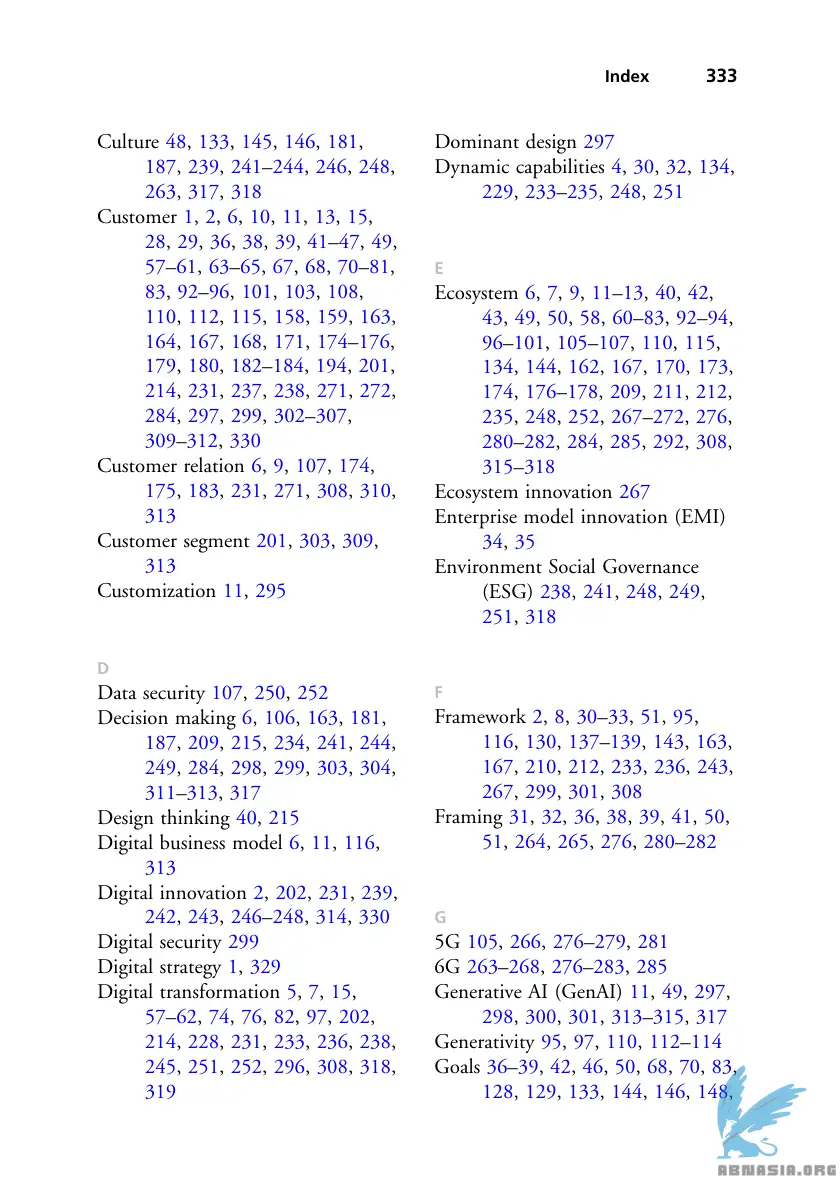 Index 333
Culture 48, 133, 145, 146, 181,
187, 239, 241–244, 246, 248,
263, 317, 318
Customer 1, 2, 6, 10, 11, 13, 15,
28, 29, 36, 38, 39, 41–47, 49,
57–61, 63–65, 67, 68, 70–81,
83, 92–96, 101, 103, 108,
110, 112, 115, 158, 159, 163,
164, 167, 168, 171, 174–176,
179, 180, 182–184, 194, 201,
214, 231, 237, 238, 271, 272,
284, 297, 299, 302–307,
309–312, 330
Customer relation 6, 9, 107, 174,
175, 183, 231, 271, 308, 310,
313
Customer segment 201, 303, 309,
313
Customization 11, 295
D
Data security 107, 250, 252
Decision making 6, 106, 163, 181,
187, 209, 215, 234, 241, 244,
249, 284, 298, 299, 303, 304,
311–313, 317
Design thinking 40, 215
Digital business model 6, 11, 116,
313
Digital innovation 2, 202, 231, 239,
242, 243, 246–248, 314, 330
Digital security 299
Digital strategy 1, 329
Digital transformation 5, 7, 15,
57–62, 74, 76, 82, 97, 202,
214, 228, 231, 233, 236, 238,
245, 251, 252, 296, 308, 318,
319
Dominant design 297
Dynamic capabilities 4, 30, 32, 134,
229, 233–235, 248, 251
E
Ecosystem 6, 7, 9, 11–13, 40, 42,
43, 49, 50, 58, 60–83, 92–94,
96–101, 105–107, 110, 115,
134, 144, 162, 167, 170, 173,
174, 176–178, 209, 211, 212,
235, 248, 252, 267–272, 276,
280–282, 284, 285, 292, 308,
315–318
Ecosystem innovation 267
Enterprise model innovation (EMI)
34, 35
Environment Social Governance
(ESG) 238, 241, 248, 249,
251, 318
F
Framework 2, 8, 30–33, 51, 95,
116, 130, 137–139, 143, 163,
167, 210, 212, 233, 236, 243,
267, 299, 301, 308
Framing 31, 32, 36, 38, 39, 41, 50,
51, 264, 265, 276, 280–282
G
5G 105, 266, 276–279, 281
6G 263–268, 276–283, 285
Generative AI (GenAI) 11, 49, 297,
298, 300, 301, 313–315, 317
Generativity 95, 97, 110, 112–114
Goals 36–39, 42, 46, 50, 68, 70, 83,
128, 129, 133, 144, 146, 148,
ABNASIA.ORG